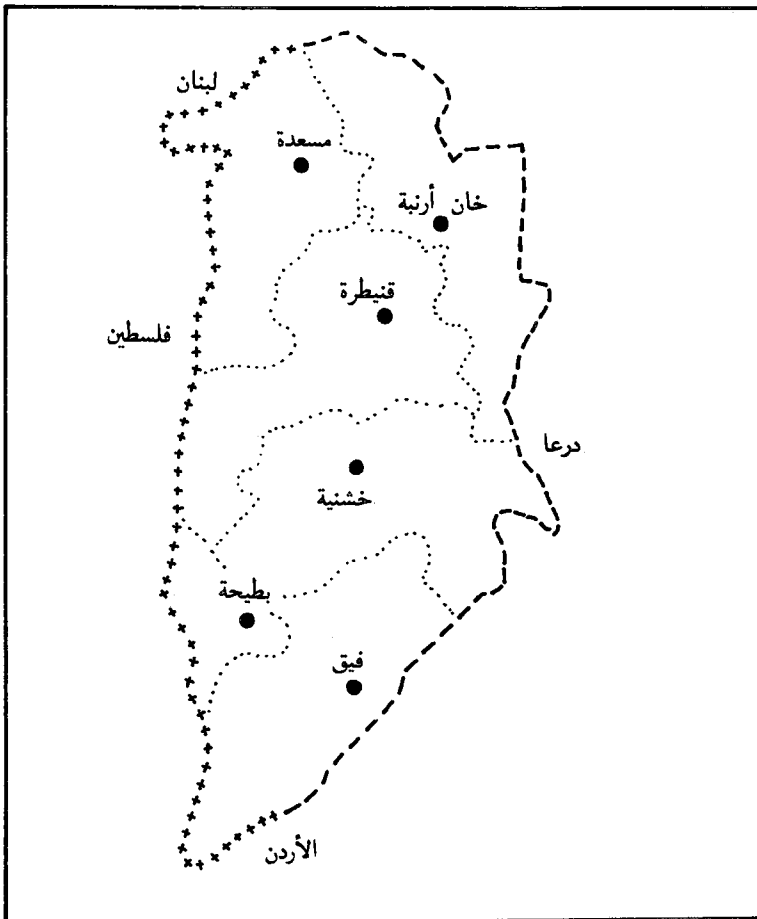 لبنان
مسعدة
خان أرنبة
قنيطرة
فلسطين
درعا
خشنية
بطيحة
فيق
الأردن